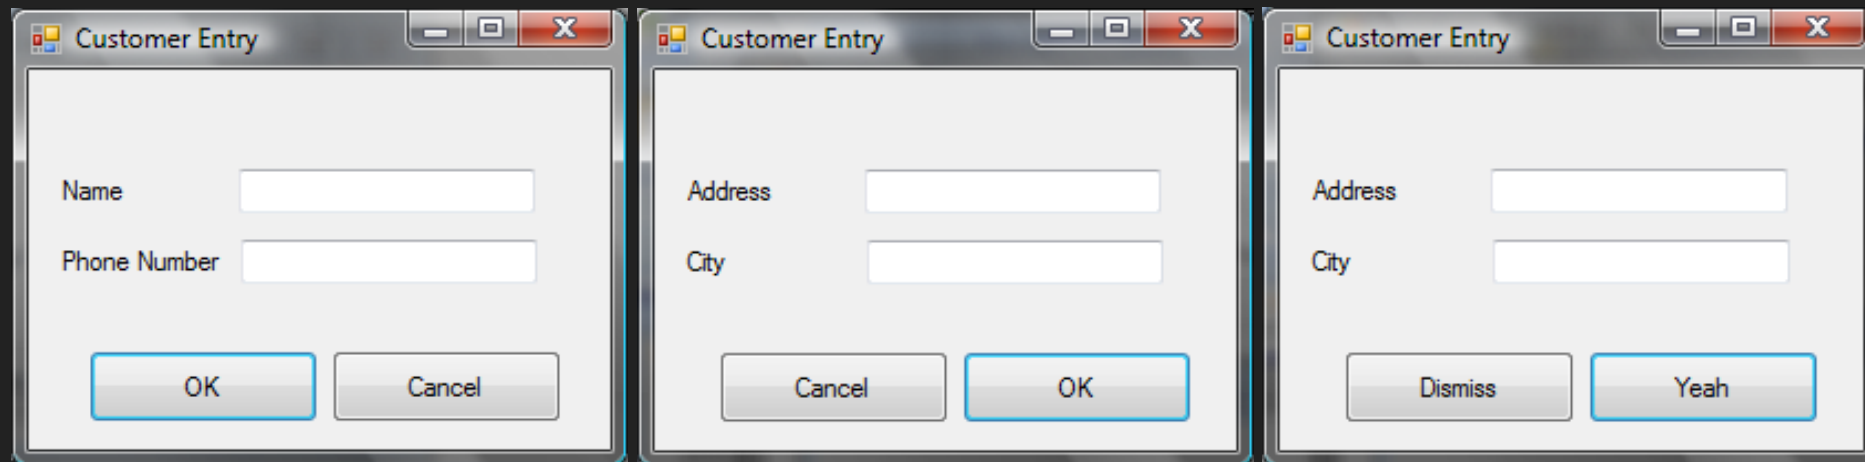 Customer Entry
Name
Phone Number
OK Cancel
Customer Entry
Address
City
Cancel OK
Customer Entry
Address
City
Dismiss Yeah